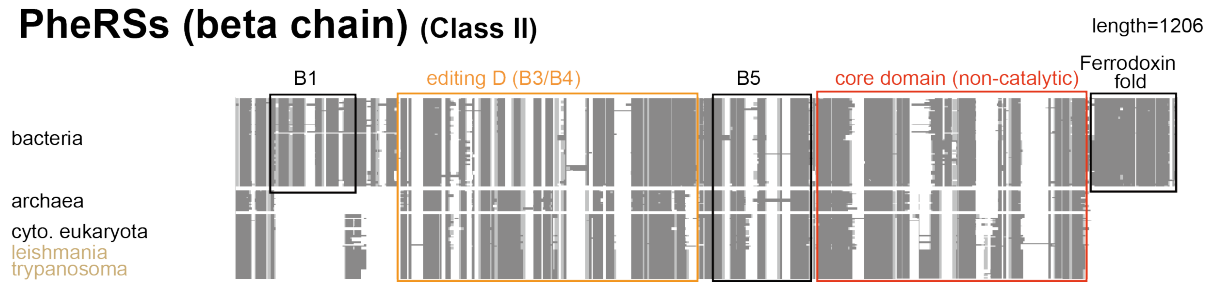 PheRSs (beta chain) (Class II)
length=1206
B1
editing D (B3/B4)
B5
core domain (non-catalytic)
Ferrodoxin
fold
bacteria
archaea
cyto. eukaryota
leishmania
trypanosoma